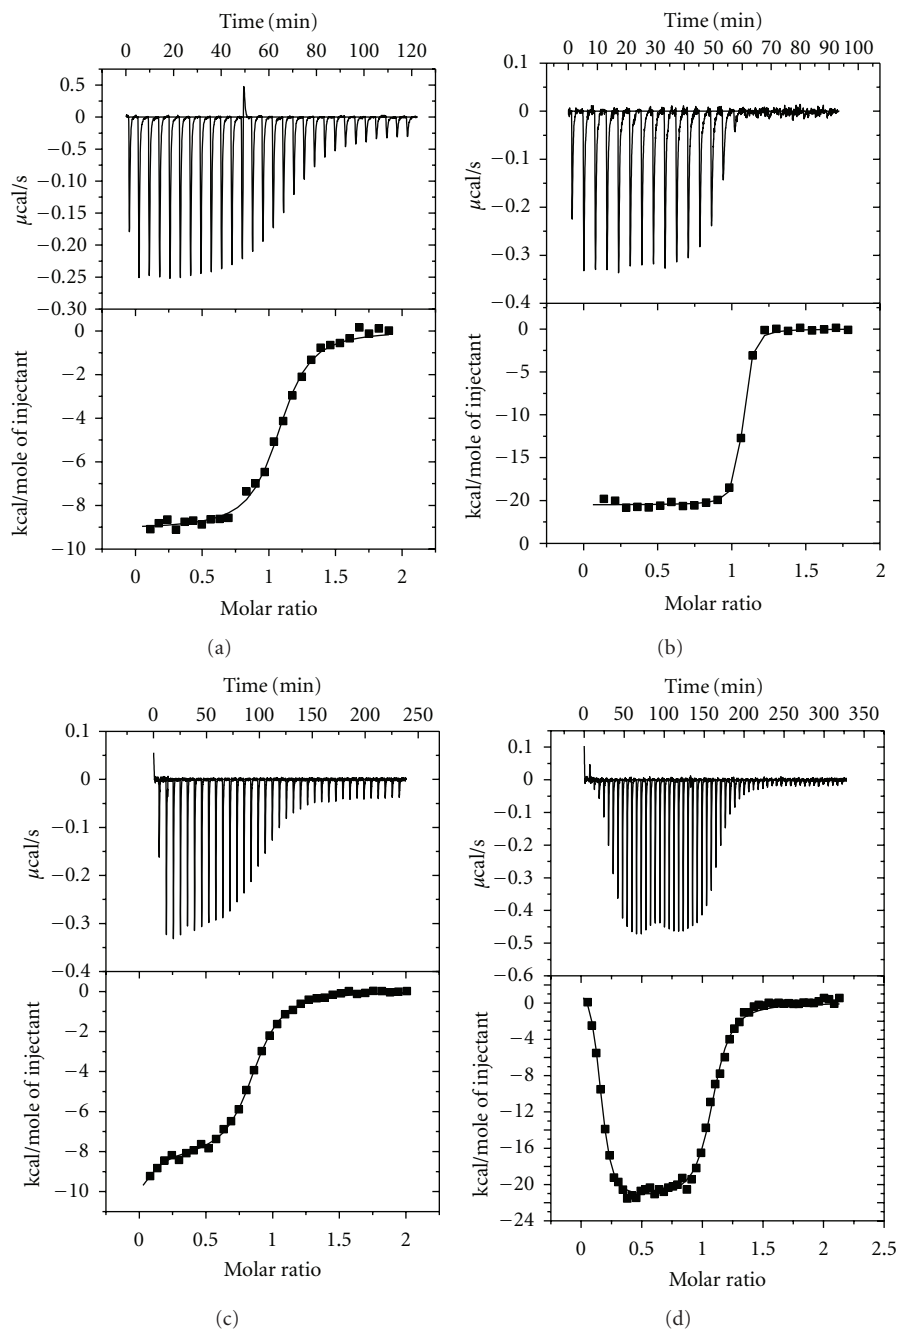 Time (min)
0 20 40 60 80 100 120
0.5
0
−0.5
−0.10
−0.15
−0.20
−0.25
−0.30
µcal/s
0
−2
−4
−6
−8
−10
kcal/mole of injectant
0 0.5 1 1.5 2
Molar ratio
(a)
Time (min)
0 10 20 30 40 50 60 70 80 90 100
0.1
0
−0.1
−0.2
−0.3
−0.4
µcal/s
0
−5
−10
−15
−20
0
kcal/mole of injectant
0 0.5 1 1.5 2
Molar ratio
(b)
Time (min)
0 50 100 150 200 250
0.1
0
−0.1
−0.2
−0.3
−0.4
µcal/s
0
−2
−4
−6
−8
−10
kcal/mole of injectant
0 0.5 1 1.5 2
Molar ratio
(c)
Time (min)
0 25 50 75 100 125 150 175 200 225 250 275 300 325 350
0.1
0
−0.1
−0.2
−0.3
−0.4
−0.5
−0.6
µcal/s
0
−4
−8
−12
−16
−20
−24
kcal/mole of injectant
0 0.5 1 1.5 2 2.5
Molar ratio
(d)